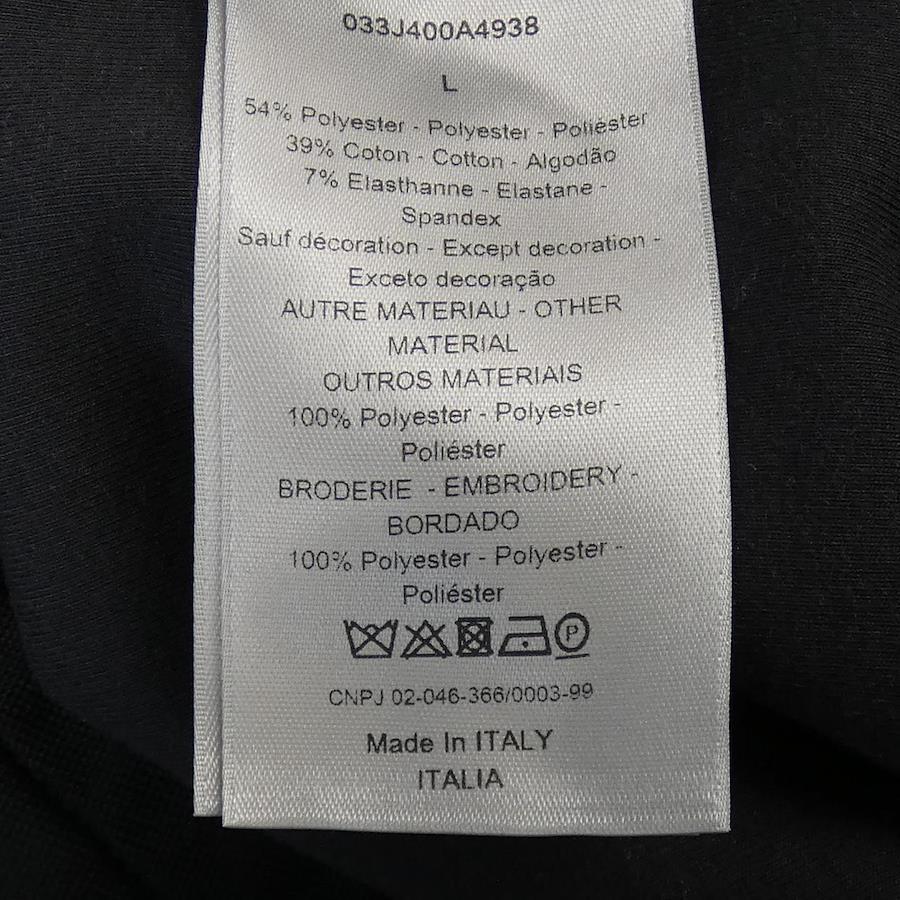 033J400A4938
L
54% Polyester - Polyester - Poliéster
39% Coton - Cotton - Algodão
7% Elasthanne - Elastane -
Spandex
Sauf décoration - Except decoration -
Exceto decoração
AUTRE MATERIAU - OTHER
MATERIAL
OUTROS MATERIAIS
100% Polyester - Polyester -
Poliéster
BRODERIE - EMBROIDERY -
BORDADO
100% Polyester - Polyester -
Poliéster
P
CNPJ 02-046-366/0003-99
Made In ITALY
ITALIA